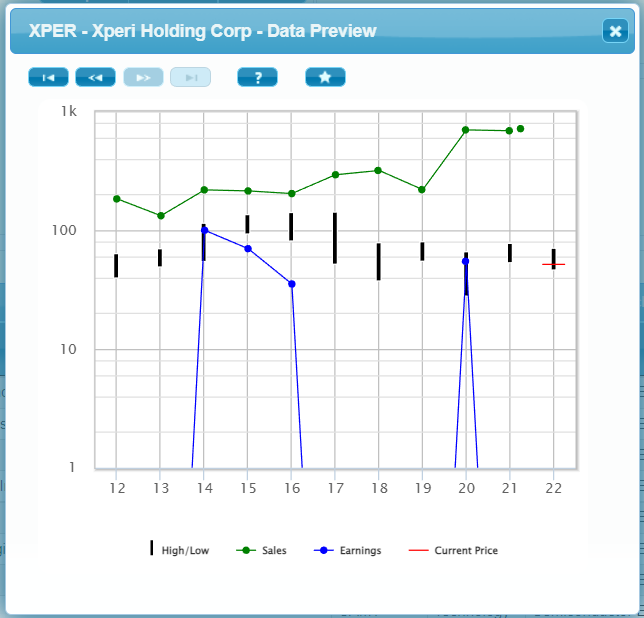 XPER - Xperi Holding Corp - Data Preview
?
1k
100
10
1
12 13 14 15 16 17 18 19 20 21 22
High/Low Sales Earnings Current Price